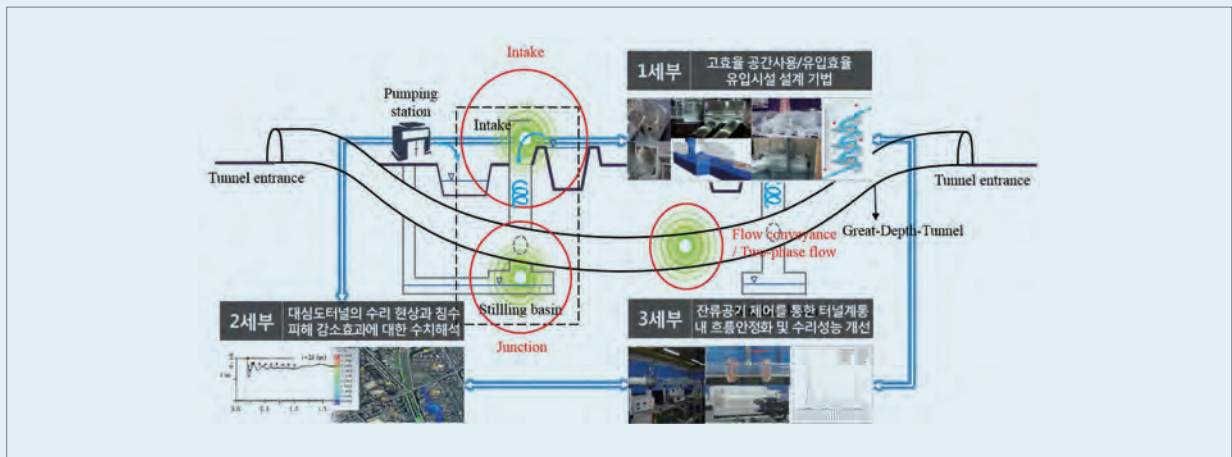 Intake
1세부
고효율 공간사용/유입효율
유입시설 설계 기법
Pumping
station
Intake
Tunnel entrance
Tunnel entrance
Great-Depth-Tunnel
Flow conveyance
/ Two-phase flow
Stillling basin
Junction
2세부
대심도터널의 수리 현상과 침수
피해 감소효과에 대한 수치해석
3세부
잔류공기 제어를 통한 터널계통
내 흐름안정화 및 수리성능 개선